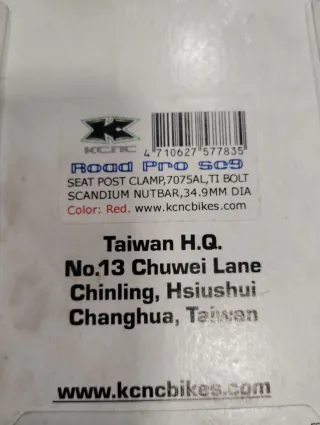 KCNC
4 710627 577835
Road Pro sc9
SEAT POST CLAMP,7075AL,TI BOLT
SCANDIUM NUTBAR,34.9MM DIA
Color: Red. www.kcncbikes.com
Taiwan H.Q.
No.13 Chuwei Lane
Chinling, Hsiushui
Changhua, Taiwan
www.kcncbikes.com